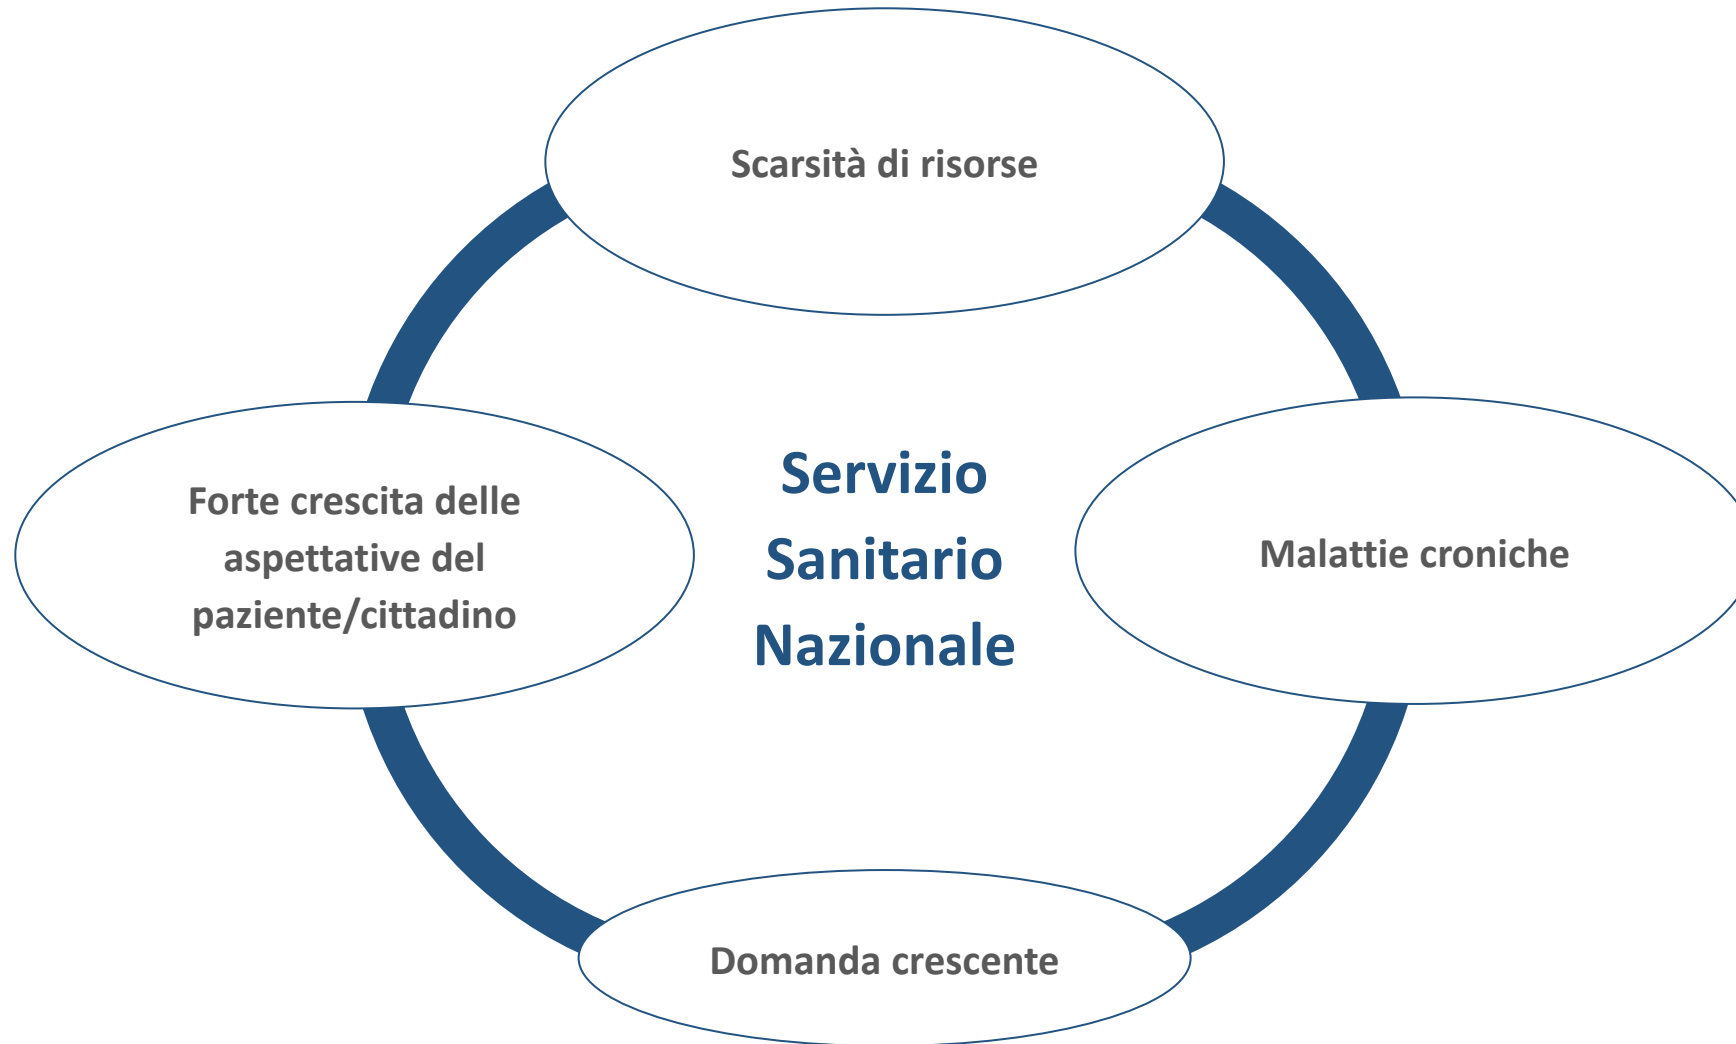 Scarsità di risorse
Forte crescita delle
aspettative del
paziente/cittadino
Servizio
Sanitario
Nazionale
Malattie croniche
Domanda crescente